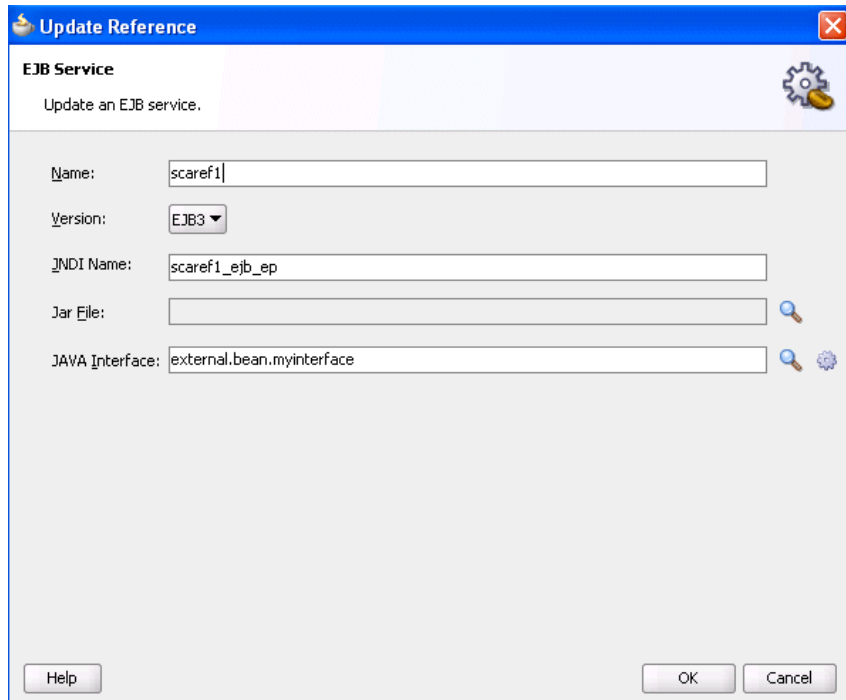 Update Reference
EJB Service
Update an EJB service.
Name: scaref1
Version: EJB3
JNDI Name: scaref1_ejb_ep
Jar File:
JAVA Interface: external.bean.myinterface
Help OK Cancel